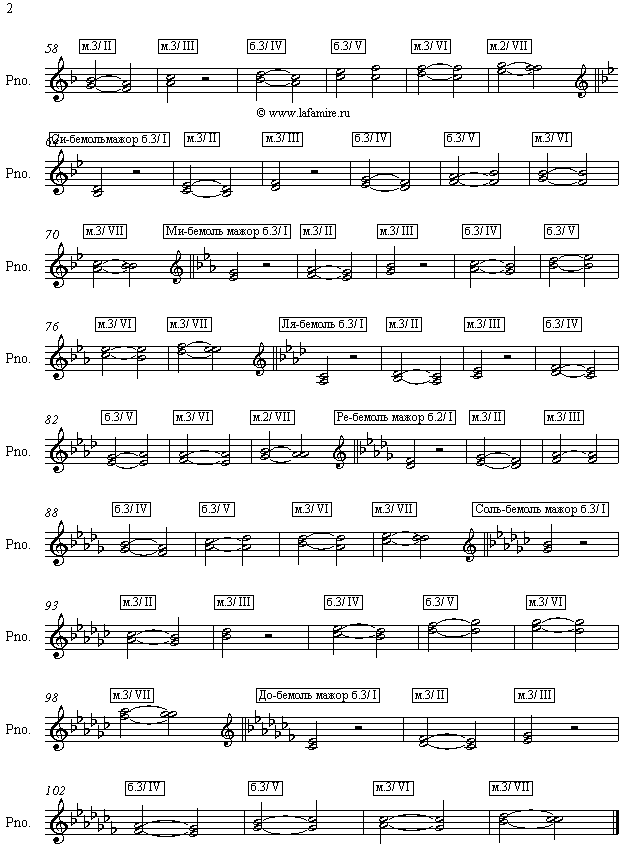 2
58 м.3/ II м.3/ III б.3/ IV б.3/ V м.3/ VI м.2/ VII
Pno.
© www.lafamire.ru
Си-бемольмажор б.3/ I м.3/ II м.3/ III б.3/ IV б.3/ V м.3/ VI
Pno.
70 м.3/ VII Ми-бемоль мажор б.3/ I м.3/ II м.3/ III б.3/ IV б.3/ V
Pno.
76 м.3/ VI м.3/ VII Ля-бемоль б.3/ I м.3/ II м.3/ III б.3/ IV
Pno.
82 б.3/ V м.3/ VI м.2/ VII Ре-бемоль мажор б.2/ I м.3/ II м.3/ III
Pno.
88 б.3/ IV б.3/ V м.3/ VI м.3/ VII Соль-бемоль мажор б.3/ I
Pno.
93 м.3/ II м.3/ III б.3/ IV б.3/ V м.3/ VI
Pno.
98 м.3/ VII До-бемоль мажор б.3/ I м.3/ II м.3/ III
Pno.
102 б.3/ IV б.3/ V м.3/ VI м.3/ VII
Pno.